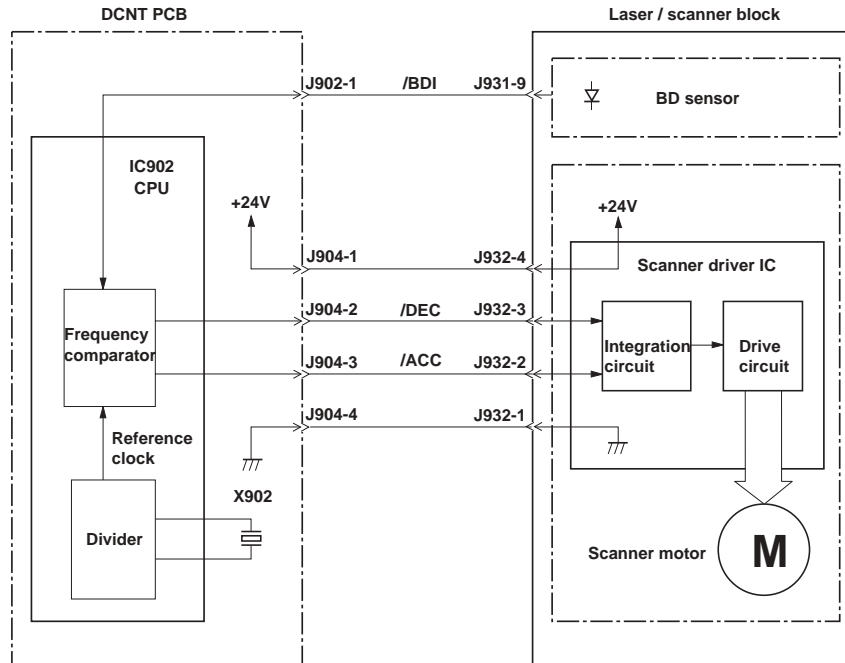 DCNT PCB
Laser / scanner block
J902-1
/BDI
J931-9
BD sensor
IC902
CPU
+24V
+24V
J904-1
J932-4
Scanner driver IC
J904-2
/DEC
J932-3
Frequency
comparator
Integration
circuit
Drive
circuit
J904-3
/ACC
J932-2
J904-4
J932-1
Reference
clock
X902
Divider
Scanner motor
M